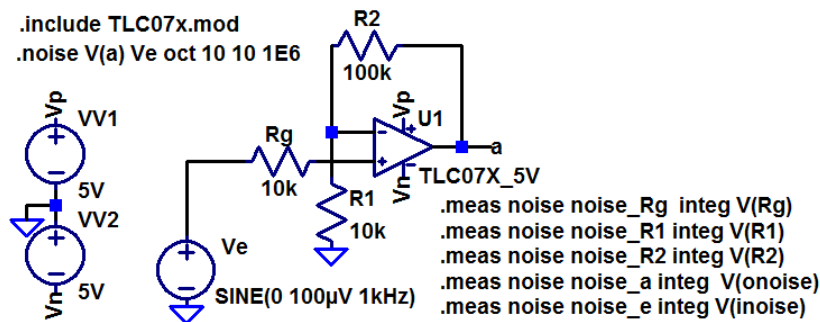 .include TLC07x.mod
.noise V(a) Ve oct 10 10 1E6
R2
100k
Vp
VV1
5V
VV2
5V
Vn
Rg
10k
Vp
U1
a
Vn
TLC07X_5V
R1
10k
Ve
SINE(0 100µV 1kHz)
.meas noise noise_Rg integ V(Rg)
.meas noise noise_R1 integ V(R1)
.meas noise noise_R2 integ V(R2)
.meas noise noise_a integ V(onoise)
.meas noise noise_e integ V(inoise)